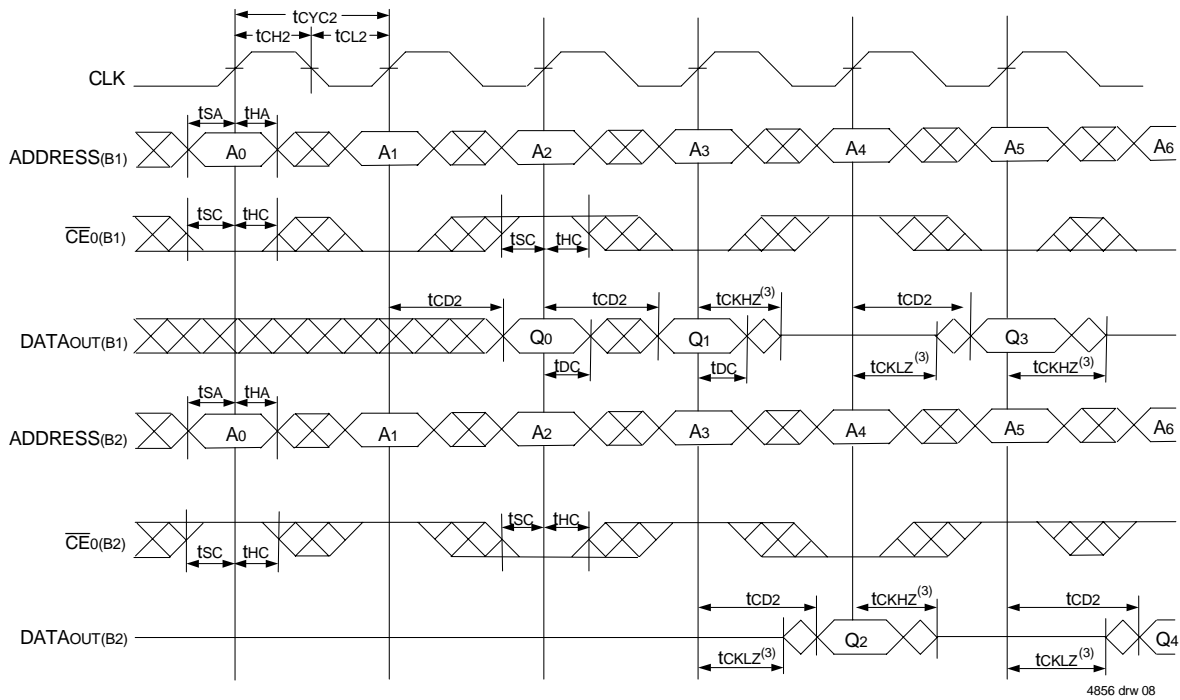 tCYC2
tCH2 tCL2
CLK
tSA tHA
ADDRESS(B1) A0 A1 A2 A3 A4 A5 A6
tSC tHC tSC tHC
CE0(B1)
tCD2 tCD2 tCKHZ(3) tCD2
DATAOUT(B1) Q0 Q1 Q3
tDC tDC tCKLZ(3) tCKHZ(3)
tSA tHA
ADDRESS(B2) A0 A1 A2 A3 A4 A5 A6
tSC tHC
CE0(B2)
tSC tHC
tCD2 tCKHZ(3) tCD2
DATAOUT(B2) Q2 Q4
tCKLZ(3) tCKLZ(3)
4856 drw 08